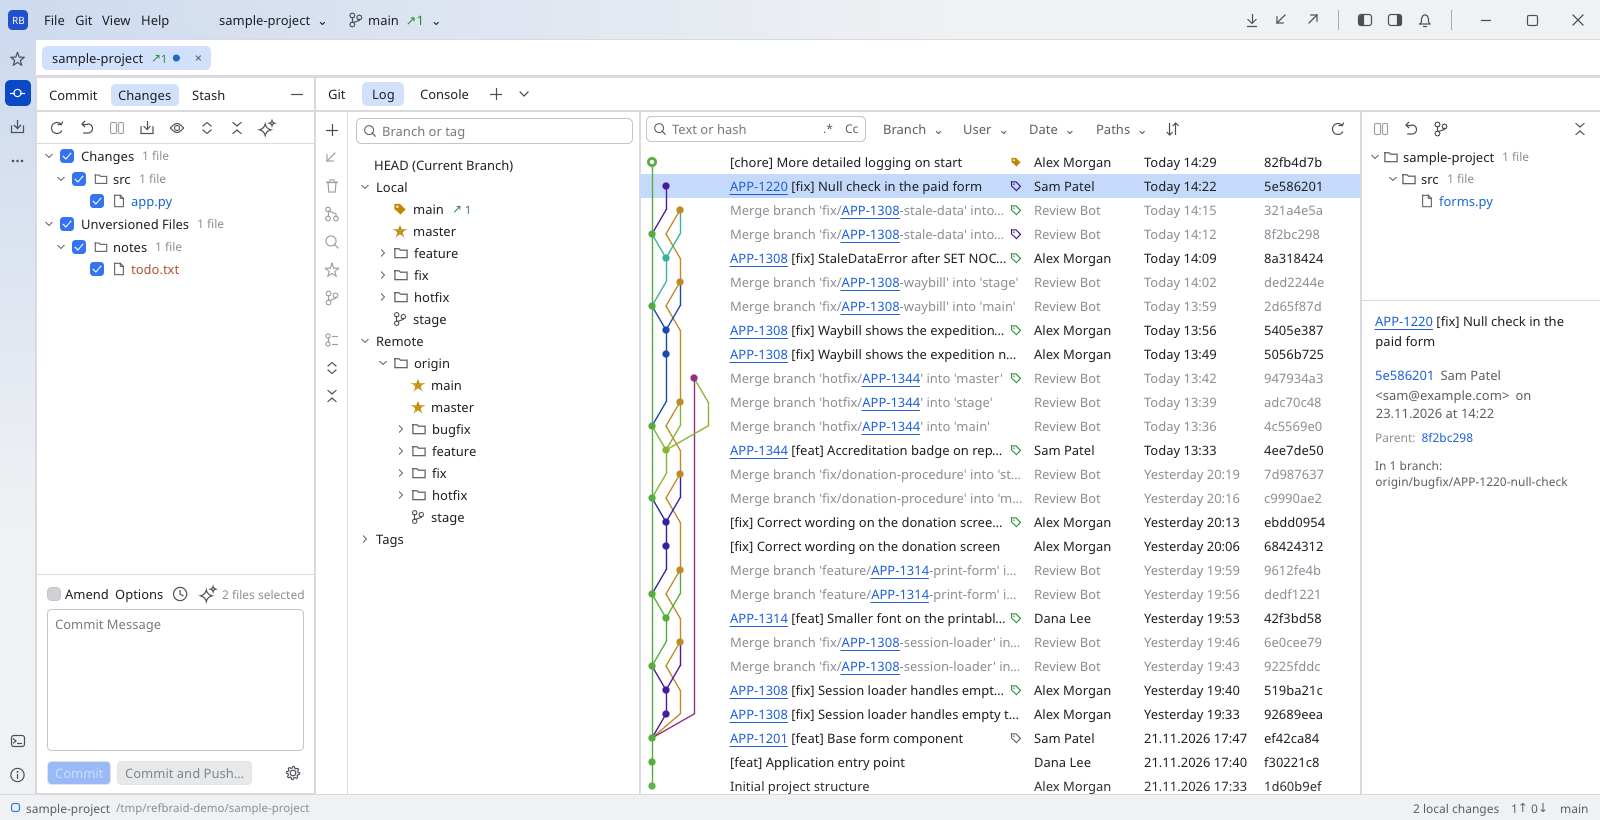 RB File Git View Help sample-project main ↗1
sample-project ↗1 ×
Commit Changes Stash
Git Log Console
Changes 1 file
src 1 file
app.py
Unversioned Files 1 file
notes 1 file
todo.txt
Amend Options 2 files selected
Commit Message
Commit Commit and Push...
Branch or tag
HEAD (Current Branch)
Local
main ↗1
master
feature
fix
hotfix
stage
Remote
origin
main
master
bugfix
feature
fix
hotfix
stage
Tags
Text or hash .* Cc Branch User Date Paths
[chore] More detailed logging on start Alex Morgan Today 14:29 82fb4d7b
APP-1220 [fix] Null check in the paid form Sam Patel Today 14:22 5e586201
Merge branch 'fix/APP-1308-stale-data' into... Review Bot Today 14:15 321a4e5a
Merge branch 'fix/APP-1308-stale-data' into... Review Bot Today 14:12 8f2bc298
APP-1308 [fix] StaleDataError after SET NOC... Alex Morgan Today 14:09 8a318424
Merge branch 'fix/APP-1308-waybill' into 'stage' Review Bot Today 14:02 ded2244e
Merge branch 'fix/APP-1308-waybill' into 'main' Review Bot Today 13:59 2d65f87d
APP-1308 [fix] Waybill shows the expedition... Alex Morgan Today 13:56 5405e387
APP-1308 [fix] Waybill shows the expedition n... Alex Morgan Today 13:49 5056b725
Merge branch 'hotfix/APP-1344' into 'master' Review Bot Today 13:42 947934a3
Merge branch 'hotfix/APP-1344' into 'stage' Review Bot Today 13:39 adc70c48
Merge branch 'hotfix/APP-1344' into 'main' Review Bot Today 13:36 4c5569e0
APP-1344 [feat] Accreditation badge on rep... Sam Patel Today 13:33 4ee7de50
Merge branch 'fix/donation-procedure' into 'st... Review Bot Yesterday 20:19 7d987637
Merge branch 'fix/donation-procedure' into 'm... Review Bot Yesterday 20:16 c9990ae2
[fix] Correct wording on the donation scree... Alex Morgan Yesterday 20:13 ebdd0954
[fix] Correct wording on the donation screen Alex Morgan Yesterday 20:06 68424312
Merge branch 'feature/APP-1314-print-form' i... Review Bot Yesterday 19:59 9612fe4b
Merge branch 'feature/APP-1314-print-form' i... Review Bot Yesterday 19:56 dedf1221
APP-1314 [feat] Smaller font on the printabl... Dana Lee Yesterday 19:53 42f3bd58
Merge branch 'fix/APP-1308-session-loader' in... Review Bot Yesterday 19:46 6e0cee79
Merge branch 'fix/APP-1308-session-loader' in... Review Bot Yesterday 19:43 9225fddc
APP-1308 [fix] Session loader handles empt... Alex Morgan Yesterday 19:40 519ba21c
APP-1308 [fix] Session loader handles empty t... Alex Morgan Yesterday 19:33 92689eea
APP-1201 [feat] Base form component Sam Patel 21.11.2026 17:47 ef42ca84
[feat] Application entry point Dana Lee 21.11.2026 17:40 f30221c8
Initial project structure Alex Morgan 21.11.2026 17:33 1d60b9ef
sample-project 1 file
src 1 file
forms.py
APP-1220 [fix] Null check in the
paid form
5e586201 Sam Patel
<sam@example.com> on
23.11.2026 at 14:22
Parent: 8f2bc298
In 1 branch:
origin/bugfix/APP-1220-null-check
sample-project /tmp/refbraid-demo/sample-project 2 local changes 1↑ 0↓ main